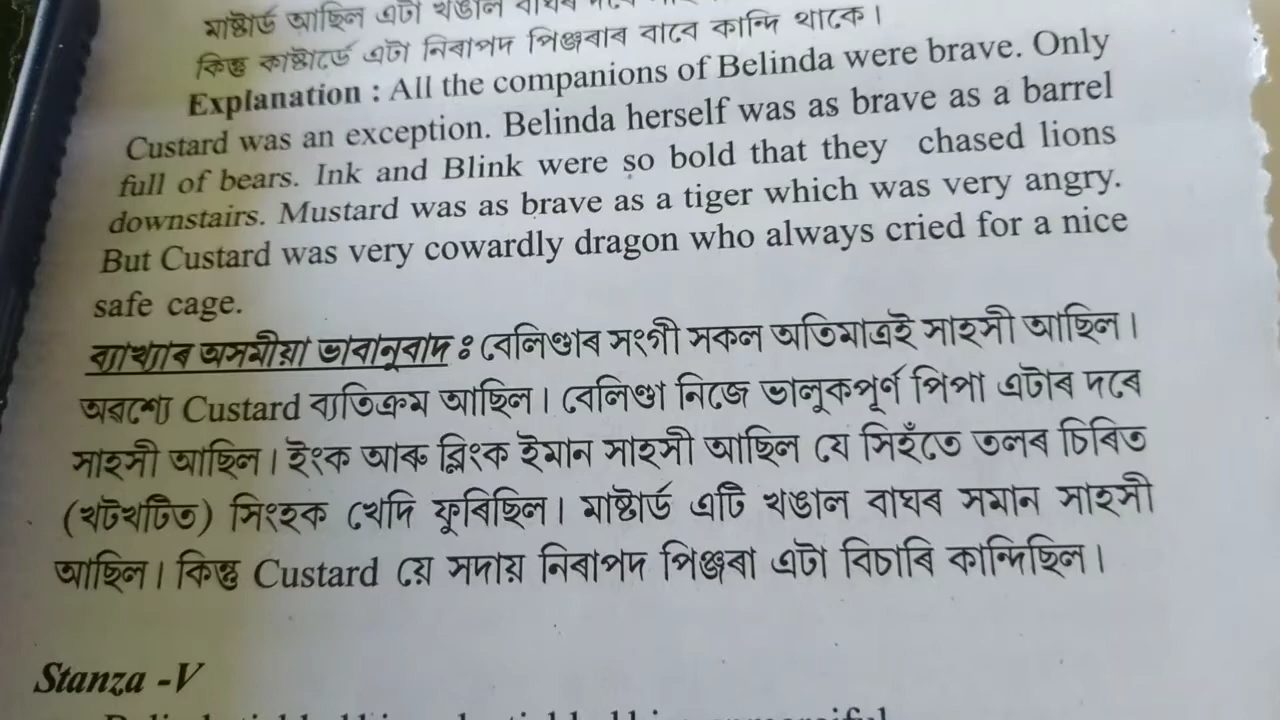 মাষ্টাৰ্ড আছিল এটা খঙাল বাঘৰ দৰে
কিন্তু কাষ্টাৰ্ডে এটা নিৰাপদ পিঞ্জৰাৰ বাবে কান্দি থাকে।
Explanation : All the companions of Belinda were brave. Only
Custard was an exception. Belinda herself was as brave as a barrel
full of bears. Ink and Blink were so bold that they chased lions
downstairs. Mustard was as brave as a tiger which was very angry.
But Custard was very cowardly dragon who always cried for a nice
safe cage.
ব্যাখ্যাৰ অসমীয়া ভাবানুবাদ : বেলিণ্ডাৰ সংগী সকল অতিমাত্ৰই সাহসী আছিল।
অৱশ্যে Custard ব্যতিক্ৰম আছিল। বেলিণ্ডা নিজে ভালূকপূৰ্ণ পিপা এটাৰ দৰে
সাহসী আছিল। ইংক আৰু ব্লিংক ইমান সাহসী আছিল যে সিহঁতে তলৰ চিৰিত
(খটখটিত) সিংহক খেদি ফূৰিছিল। মাষ্টাৰ্ড এটি খঙাল বাঘৰ সমান সাহসী
আছিল। কিন্তু Custard য়ে সদায় নিৰাপদ পিঞ্জৰা এটা বিচাৰি কান্দিছিল।
Stanza -V